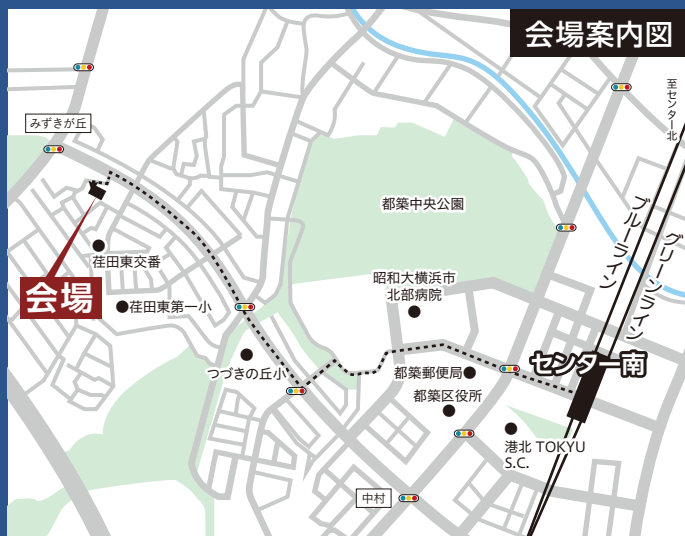 会場案内図
至センター北
みずきが丘
都築中央公園
ブルーライン
グリーンライン
荏田東交番
会場
荏田東第一小
昭和大横浜市
北部病院
つづきの丘小
都築郵便局
センター南
都築区役所
港北 TOKYU
S.C.
中村